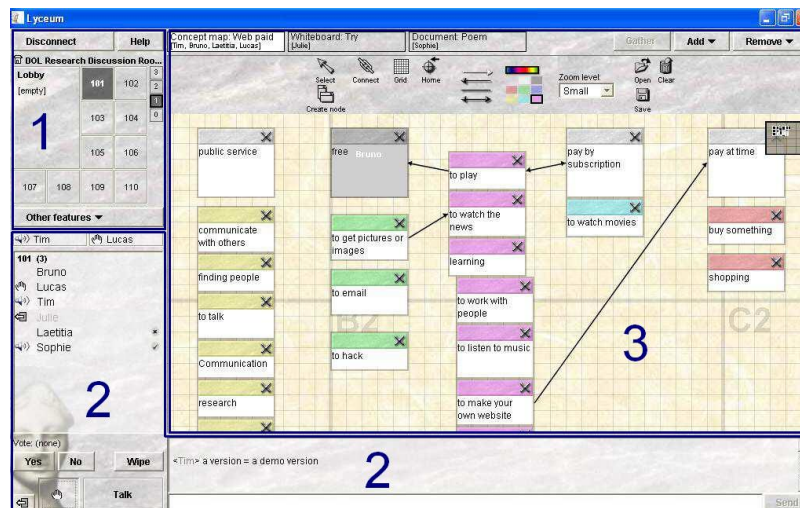 Lyceum
Disconnect
Help
DOL Research Discussion Roo...
Lobby
[empty]
101
102
3
2
1
0
103
104
105
106
107
108
109
110
1
Other features
Tim
Lucas
101 (3)
Bruno
Lucas
Tim
Julie
Laetitia
Sophie
2
Vote: (none)
Yes
No
Wipe
Talk
Concept map: Web paid
[Tim, Bruno, Laetitia, Lucas]
Whiteboard: Try
[Julie]
Document: Poem
[Sophie]
Gather
Add
Remove
Select
Connect
Grid
Home
Create node
Zoom level:
Small
Open
Clear
Save
public service
free
Bruno
to play
pay by
subscription
pay at time
communicate
with others
to get pictures or
images
to watch the
news
to watch movies
buy something
finding people
learning
shopping
to talk
to email
to work with
people
B2
C2
3
Communication
to hack
to listen to music
research
to make your
own website
<Tim> a version = a demo version
2
Send